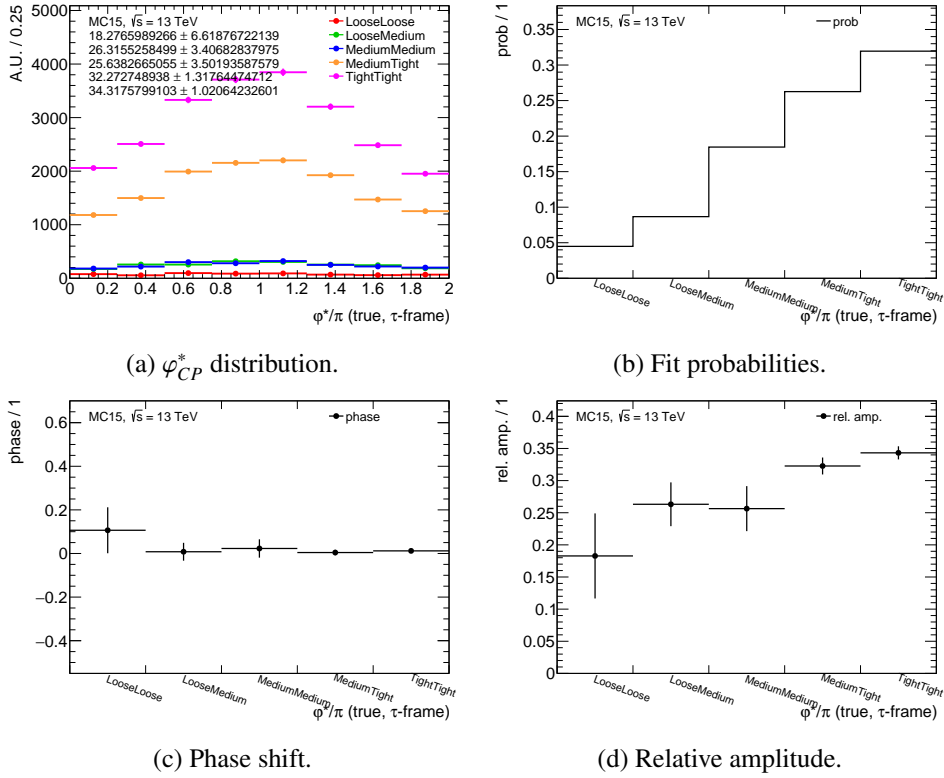 A.U. / 0.25
5000
4000
3000
2000
1000
0
MC15, √s = 13 TeV
18.2765989266 ± 6.61876722139
26.3155258499 ± 3.40682837975
25.6382665055 ± 3.50193587579
32.272748938 ± 1.31764474712
34.3175799103 ± 1.02064232601
LooseLoose
LooseMedium
MediumMedium
MediumTight
TightTight
0 0.2 0.4 0.6 0.8 1 1.2 1.4 1.6 1.8 2
φ*/π (true, τ-frame)
(a) φ*CP distribution.
prob / 1
0.35
0.3
0.25
0.2
0.15
0.1
0.05
0
MC15, √s = 13 TeV
prob
LooseLoose
LooseMedium
MediumMedium
MediumTight
TightTight
φ*/π (true, τ-frame)
(b) Fit probabilities.
phase / 1
0.6
0.4
0.2
0
−0.2
−0.4
MC15, √s = 13 TeV
phase
LooseLoose
LooseMedium
MediumMedium
MediumTight
TightTight
φ*/π (true, τ-frame)
(c) Phase shift.
rel. amp. / 1
0.4
0.35
0.3
0.25
0.2
0.15
0.1
0.05
0
MC15, √s = 13 TeV
rel. amp.
LooseLoose
LooseMedium
MediumMedium
MediumTight
TightTight
φ*/π (true, τ-frame)
(d) Relative amplitude.